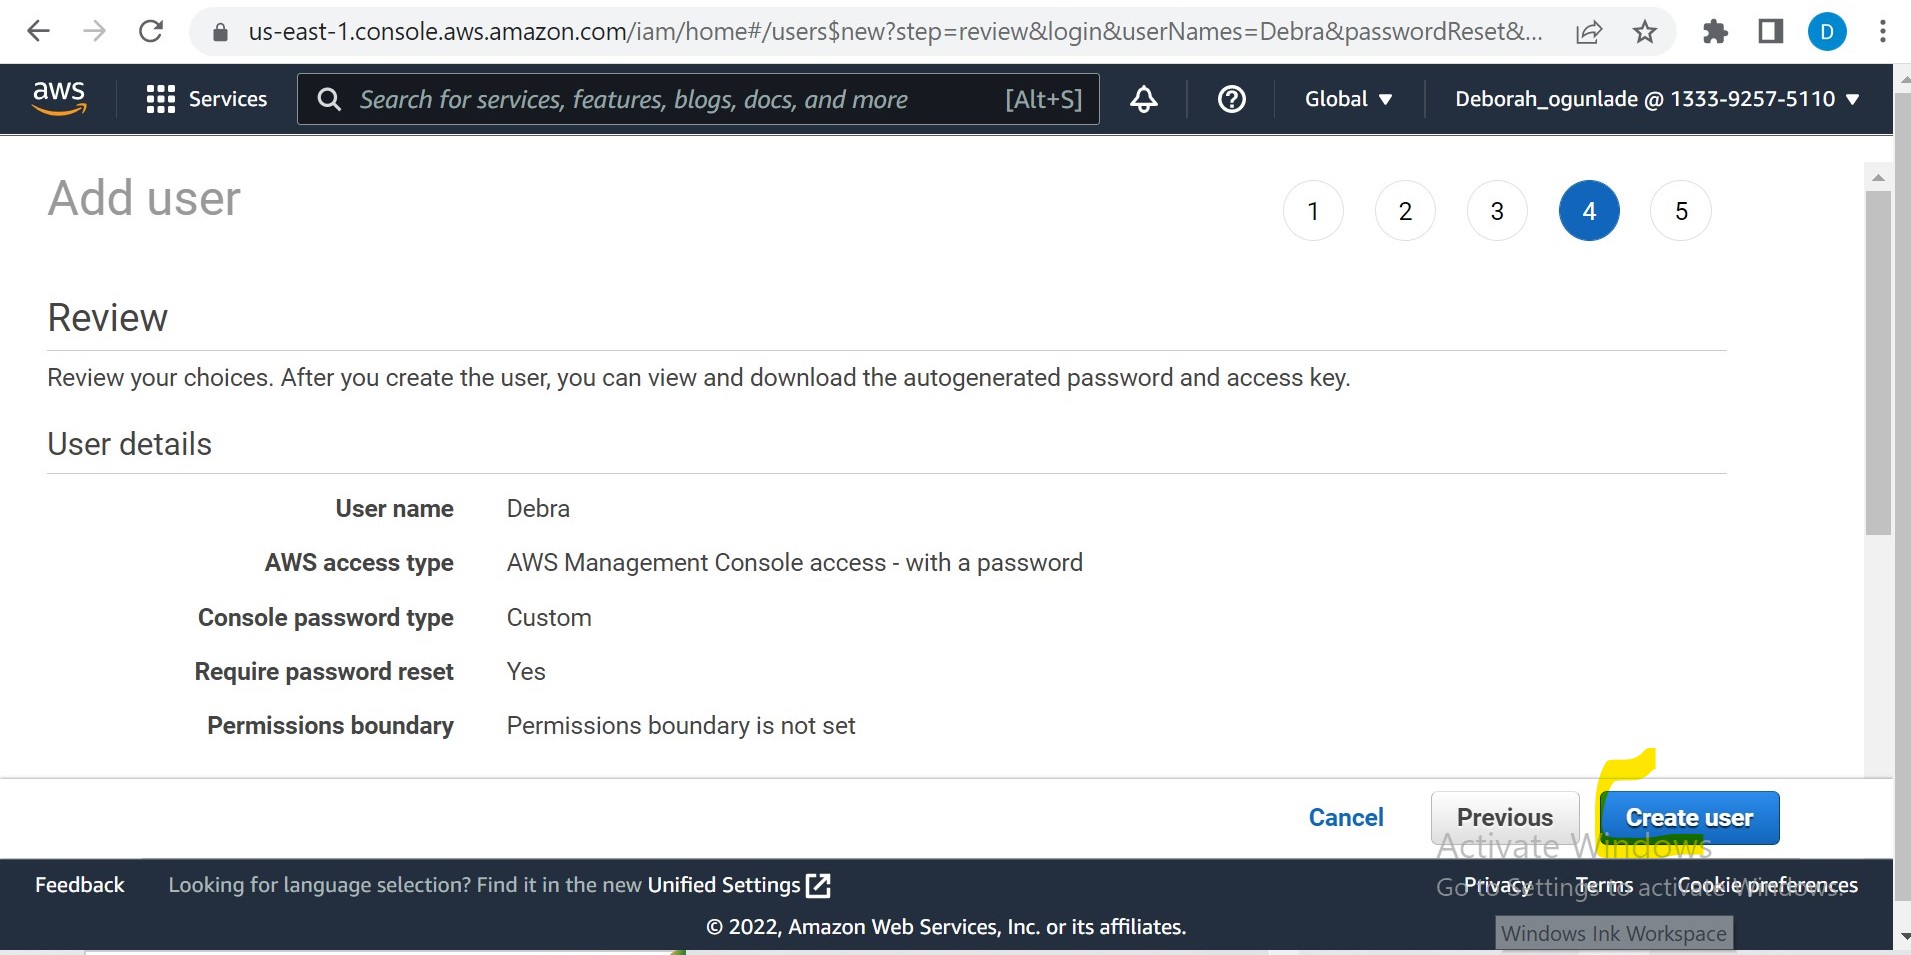 us-east-1.console.aws.amazon.com/iam/home#/users$new?step=review&login&userNames=Debra&passwordReset&...
D
aws
Services
Search for services, features, blogs, docs, and more [Alt+S]
Global
Deborah_ogunlade @ 1333-9257-5110
Add user
1 2 3 4 5
Review
Review your choices. After you create the user, you can view and download the autogenerated password and access key.
User details
User name Debra
AWS access type AWS Management Console access - with a password
Console password type Custom
Require password reset Yes
Permissions boundary Permissions boundary is not set
Cancel Previous Create user
Activate Windows
Go to Settings to activate Windows.
Feedback Looking for language selection? Find it in the new Unified Settings Privacy Terms Cookie preferences
© 2022, Amazon Web Services, Inc. or its affiliates.
Windows Ink Workspace